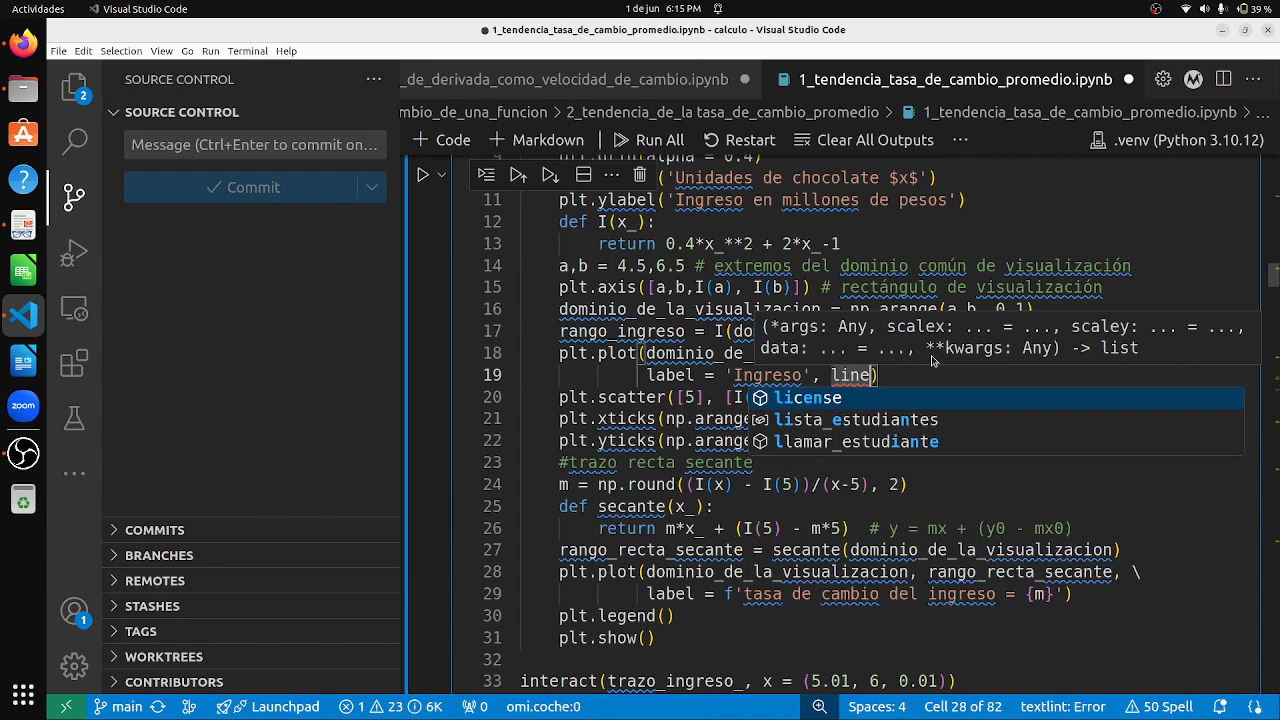 Actividades
Visual Studio Code
1 de jun 6:15 PM
39 %
1_tendencia_tasa_de_cambio_promedio.ipynb - calculo - Visual Studio Code
File Edit Selection View Go Run Terminal Help
SOURCE CONTROL
_de_derivada_como_velocidad_de_cambio.ipynb
1_tendencia_tasa_de_cambio_promedio.ipynb
2
SOURCE CONTROL
mbio_de_una_funcion > 2_tendencia_de_la tasa_de_cambio_promedio > 1_tendencia_tasa_de_cambio_promedio.ipynb > ...
Message (Ctrl+Enter to commit on...
Code
Markdown
Run All
Restart
Clear All Outputs
.venv (Python 3.10.12)
Commit
'Unidades de chocolate $x$')
11 plt.ylabel('Ingreso en millones de pesos')
12 def I(x_):
13 return 0.4*x_**2 + 2*x_-1
14 a,b = 4.5,6.5 # extremos del dominio común de visualización
15 plt.axis([a,b,I(a), I(b)]) # rectángulo de visualización
16 dominio_de_la_visualizacion = np.arange(a,b, 0.1)
17 rango_ingreso = I(do
(*args: Any, scalex: ... = ..., scaley: ... = ...,
data: ... = ..., **kwargs: Any) -> list
18 plt.plot(dominio_de_
19 label = 'Ingreso', line)
20 plt.scatter([5], [I(
license
21 plt.xticks(np.arange
lista_estudiantes
22 plt.yticks(np.arange
llamar_estudiante
23 #trazo recta secante
24 m = np.round((I(x) - I(5))/(x-5), 2)
25 def secante(x_):
26 return m*x_ + (I(5) - m*5) # y = mx + (y0 - mx0)
27 rango_recta_secante = secante(dominio_de_la_visualizacion)
28 plt.plot(dominio_de_la_visualizacion, rango_recta_secante, \
29 label = f'tasa de cambio del ingreso = {m}')
30 plt.legend()
31 plt.show()
32
33 interact(trazo_ingreso_, x = (5.01, 6, 0.01))
COMMITS
BRANCHES
REMOTES
STASHES
TAGS
WORKTREES
CONTRIBUTORS
1
main
Launchpad
1 23 6K
0
omi.coche:0
Spaces: 4
Cell 28 of 82
textlint: Error
50 Spell